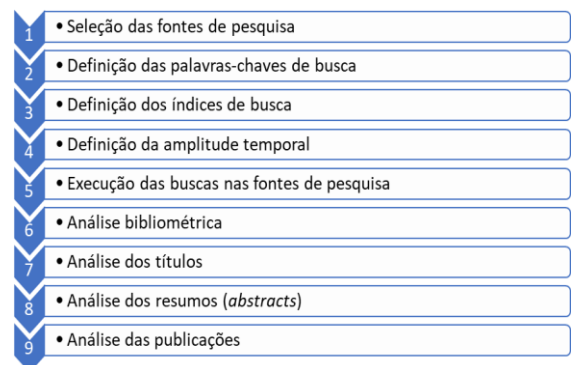 1 • Seleção das fontes de pesquisa
2 • Definição das palavras-chaves de busca
3 • Definição dos índices de busca
4 • Definição da amplitude temporal
5 • Execução das buscas nas fontes de pesquisa
6 • Análise bibliométrica
7 • Análise dos títulos
8 • Análise dos resumos (abstracts)
9 • Análise das publicações